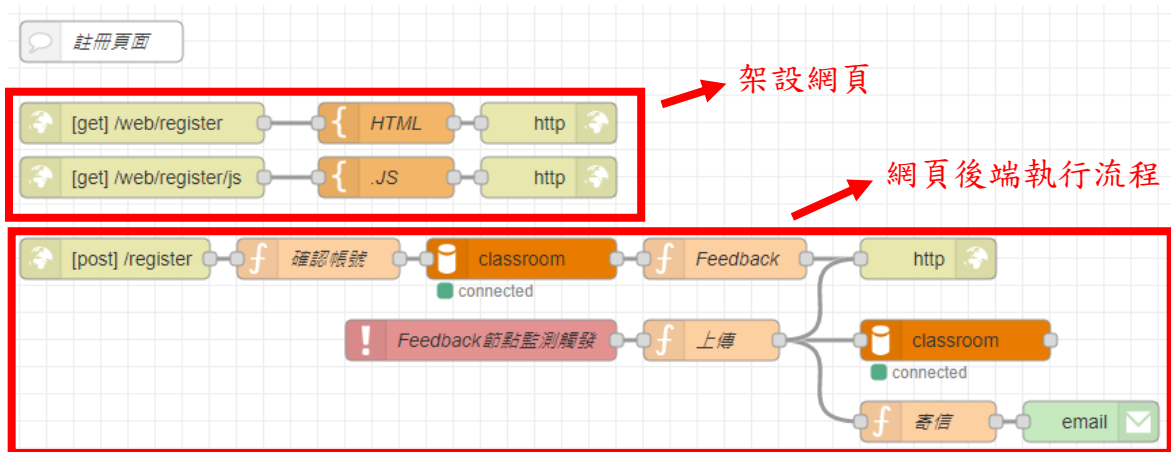 註冊頁面
架設網頁
[get] /web/register
HTML
http
[get] /web/register/js
.JS
http
網頁後端執行流程
[post] /register
確認帳號
classroom
connected
Feedback
http
Feedback節點監測觸發
上傳
classroom
connected
寄信
email